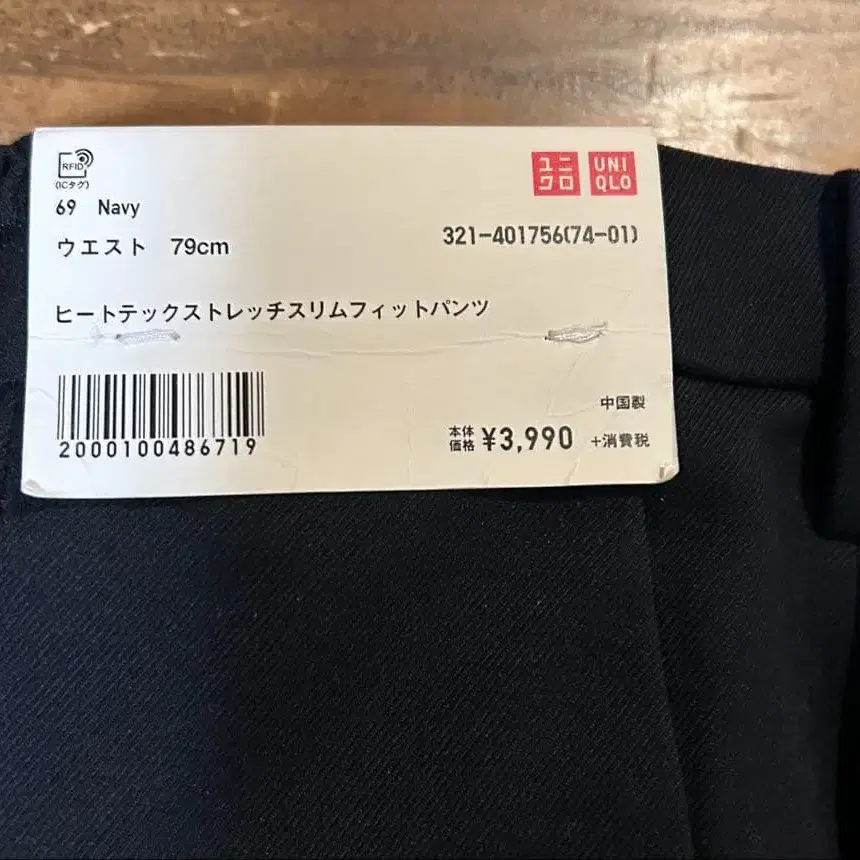 RFID
(ICタグ)
ユニ
クロ
UNI
QLO
69 Navy
ウエスト 79cm
321-401756(74-01)
ヒートテックストレッチスリムフィットパンツ
中国製
2000100486719
本体
価格 ¥3,990 +消費税